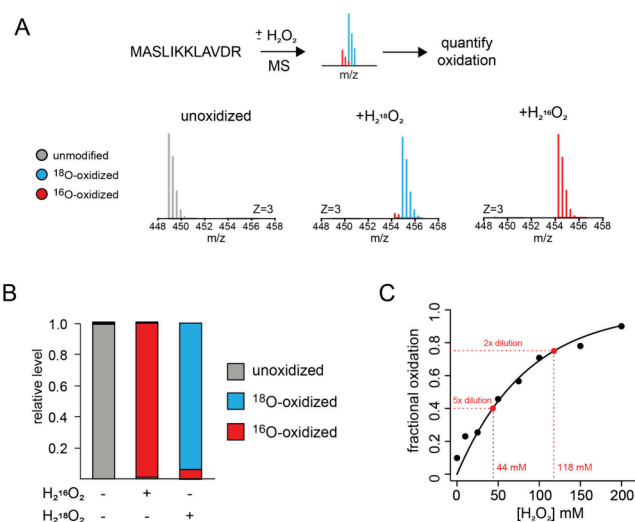 A
MASLIKKLAVDR
± H₂O₂
MS
m/z
quantify
oxidation
unmodified
¹⁸O-oxidized
¹⁶O-oxidized
unoxidized
Z=3
448 450 452 454 456 458
m/z
+H₂¹⁸O₂
Z=3
448 450 452 454 456 458
m/z
+H₂¹⁶O₂
Z=3
448 450 452 454 456 458
m/z
B
relative level
1.0
0.8
0.6
0.4
0.2
H₂¹⁶O₂ - + -
H₂¹⁸O₂ - - +
unoxidized
¹⁸O-oxidized
¹⁶O-oxidized
C
fractional oxidation
0.0 0.2 0.4 0.6 0.8 1.0
2x dilution
5x dilution
44 mM
118 mM
0 50 100 150 200
[H₂O₂] mM